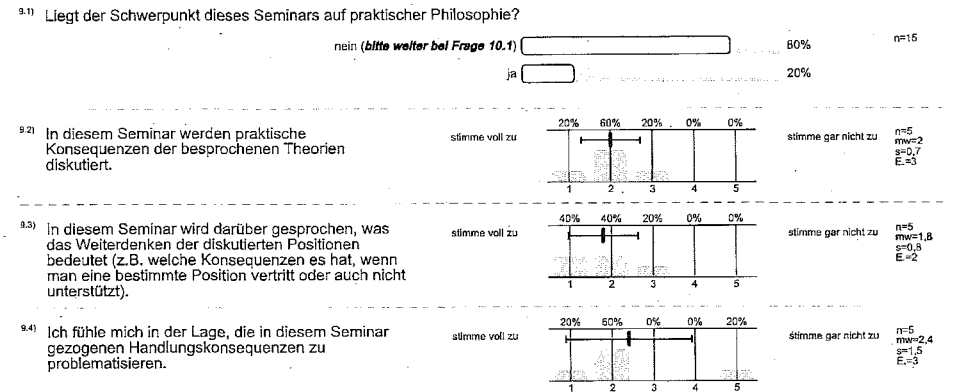 9.1) Liegt der Schwerpunkt dieses Seminars auf praktischer Philosophie?
nein (bitte weiter bei Frage 10.1) 80% n=15
ja 20%
9.2) In diesem Seminar werden praktische
Konsequenzen der besprochenen Theorien
diskutiert.
stimme voll zu
20% 60% 20% 0% 0%
1 2 3 4 5
stimme gar nicht zu
n=5
mw=2
s=0,7
E.=3
9.3) In diesem Seminar wird darüber gesprochen, was
das Weiterdenken der diskutierten Positionen
bedeutet (z.B. welche Konsequenzen es hat, wenn
man eine bestimmte Position vertritt oder auch nicht
unterstützt).
stimme voll zu
40% 40% 20% 0% 0%
1 2 3 4 5
stimme gar nicht zu
n=5
mw=1,8
s=0,8
E.=2
9.4) Ich fühle mich in der Lage, die in diesem Seminar
gezogenen Handlungskonsequenzen zu
problematisieren.
stimme voll zu
20% 60% 0% 0% 20%
1 2 3 4 5
stimme gar nicht zu
n=5
mw=2,4
s=1,5
E.=3